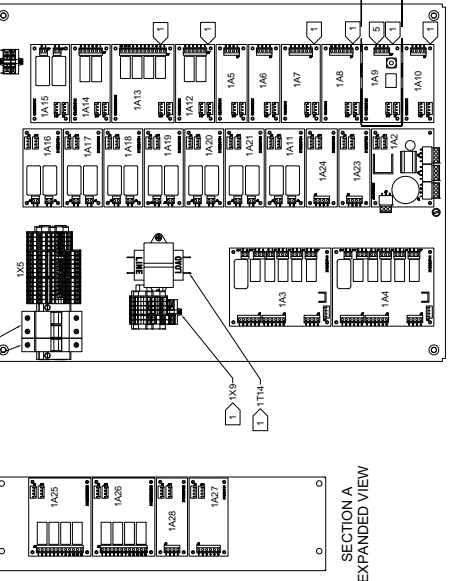 1
1
1
1
5
1
1
1A15
1A14
1A13
1A12
1A5
1A6
1A7
1A8
1A9
1A10
1A16
1A17
1A18
1A19
1A20
1A21
1A11
1A24
1A23
1A2
1X5
LINE
LOAD
1A3
1A4
1
1X9
1
1T14
1A25
1A26
1A28
1A27
SECTION A
EXPANDED VIEW